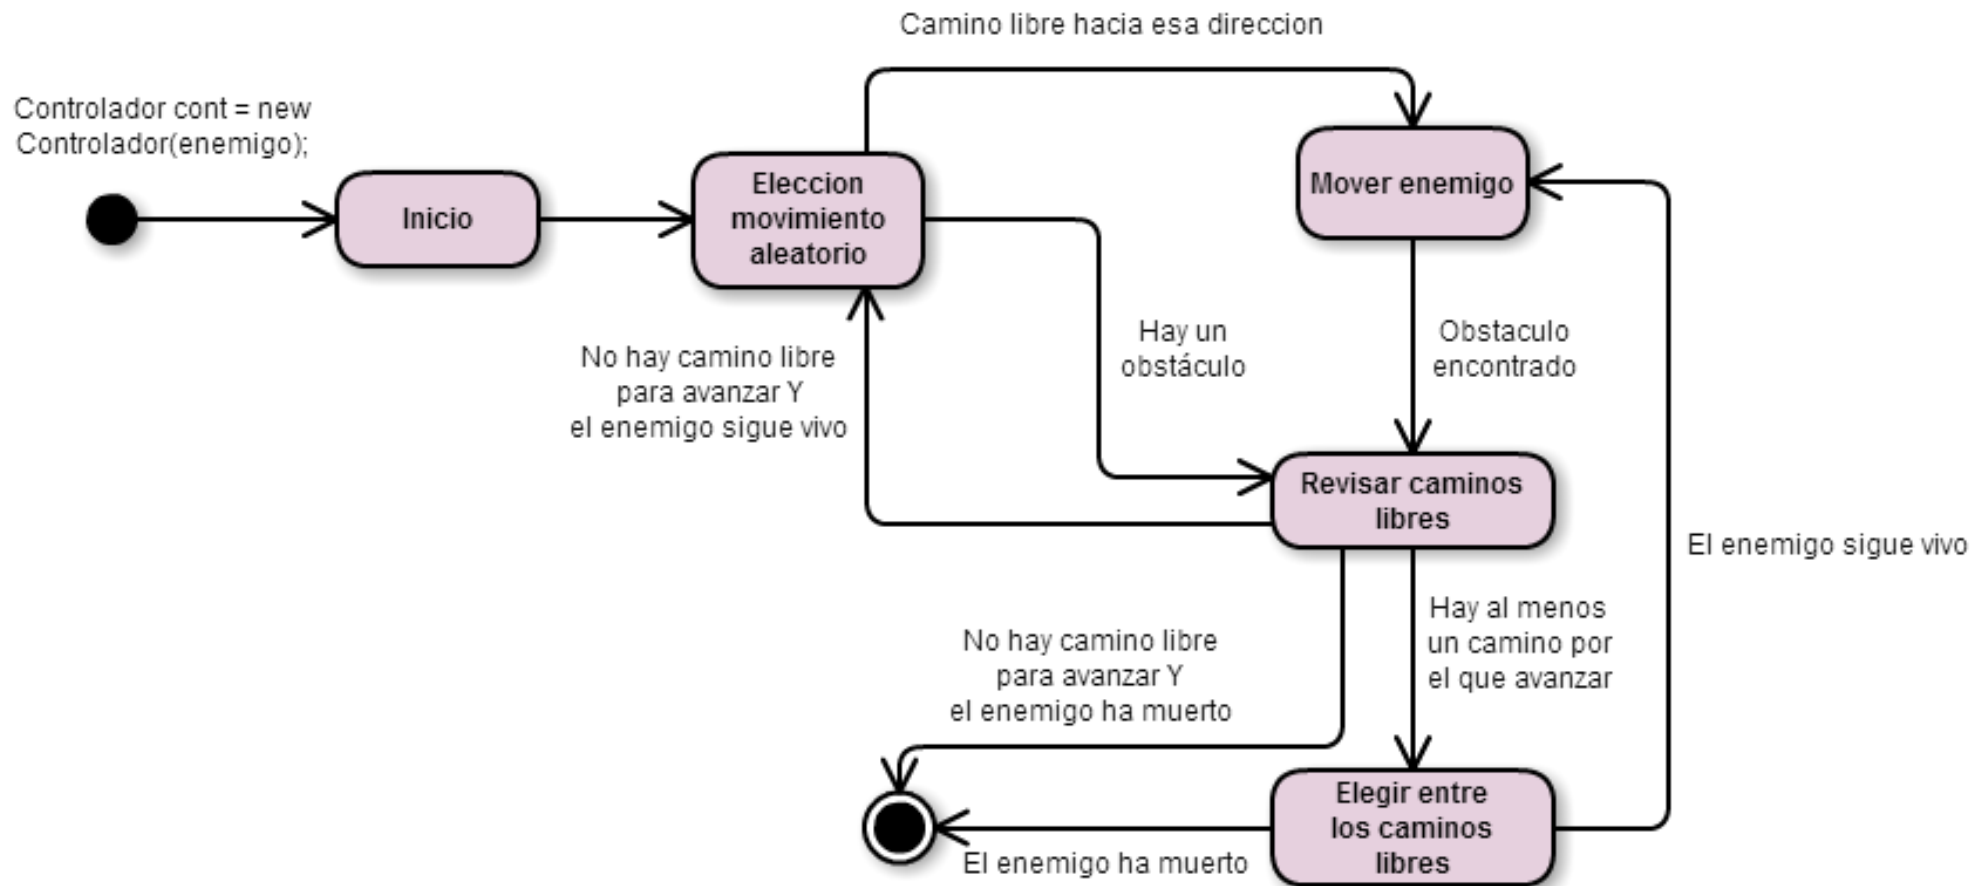 Camino libre hacia esa direccion
Controlador cont = new
Controlador(enemigo);
Inicio
Eleccion
movimiento
aleatorio
Mover enemigo
No hay camino libre
para avanzar Y
el enemigo sigue vivo
Hay un
obstáculo
Obstaculo
encontrado
Revisar caminos
libres
El enemigo sigue vivo
No hay camino libre
para avanzar Y
el enemigo ha muerto
Hay al menos
un camino por
el que avanzar
Elegir entre
los caminos
libres
El enemigo ha muerto